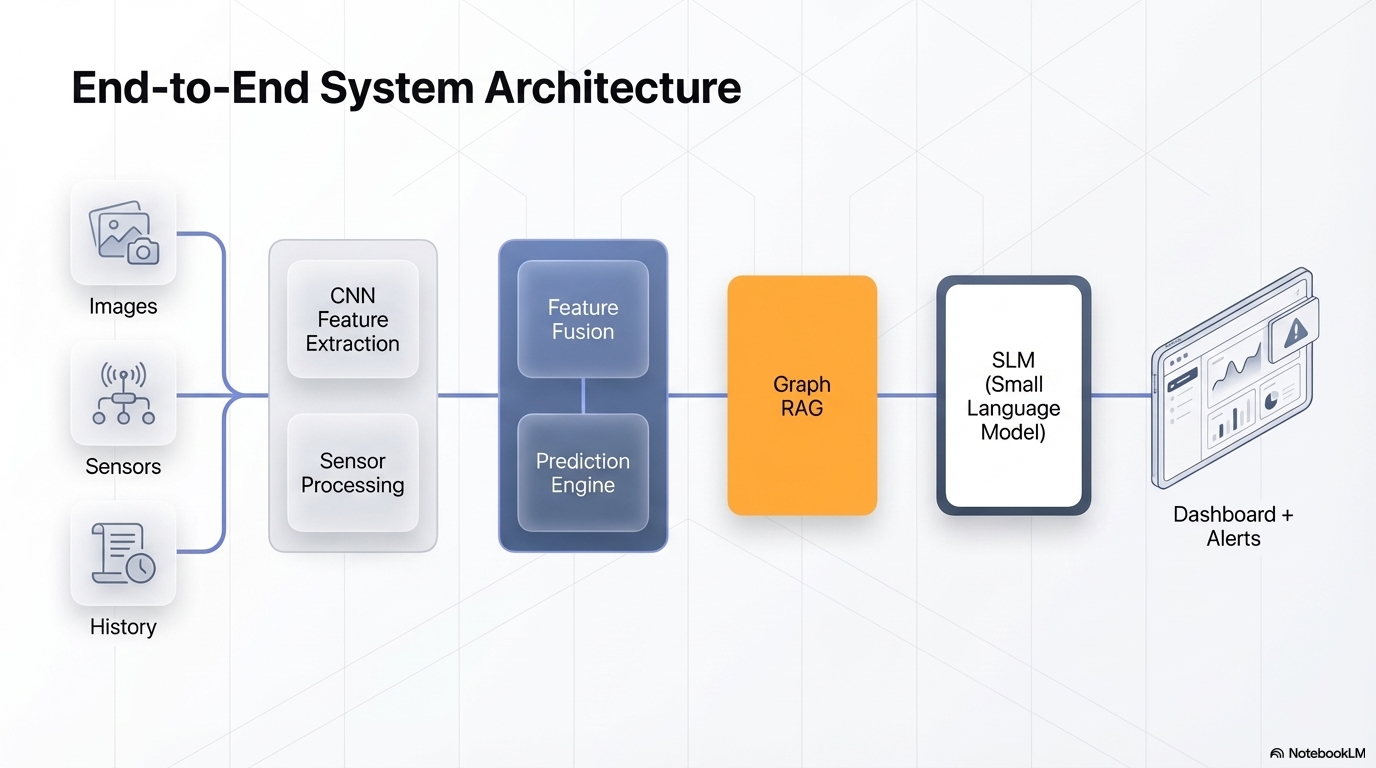 End-to-End System Architecture
Images
Sensors
History
CNN
Feature
Extraction
Sensor
Processing
Feature
Fusion
Prediction
Engine
Graph
RAG
SLM
(Small
Language
Model)
Dashboard +
Alerts
NotebookLM